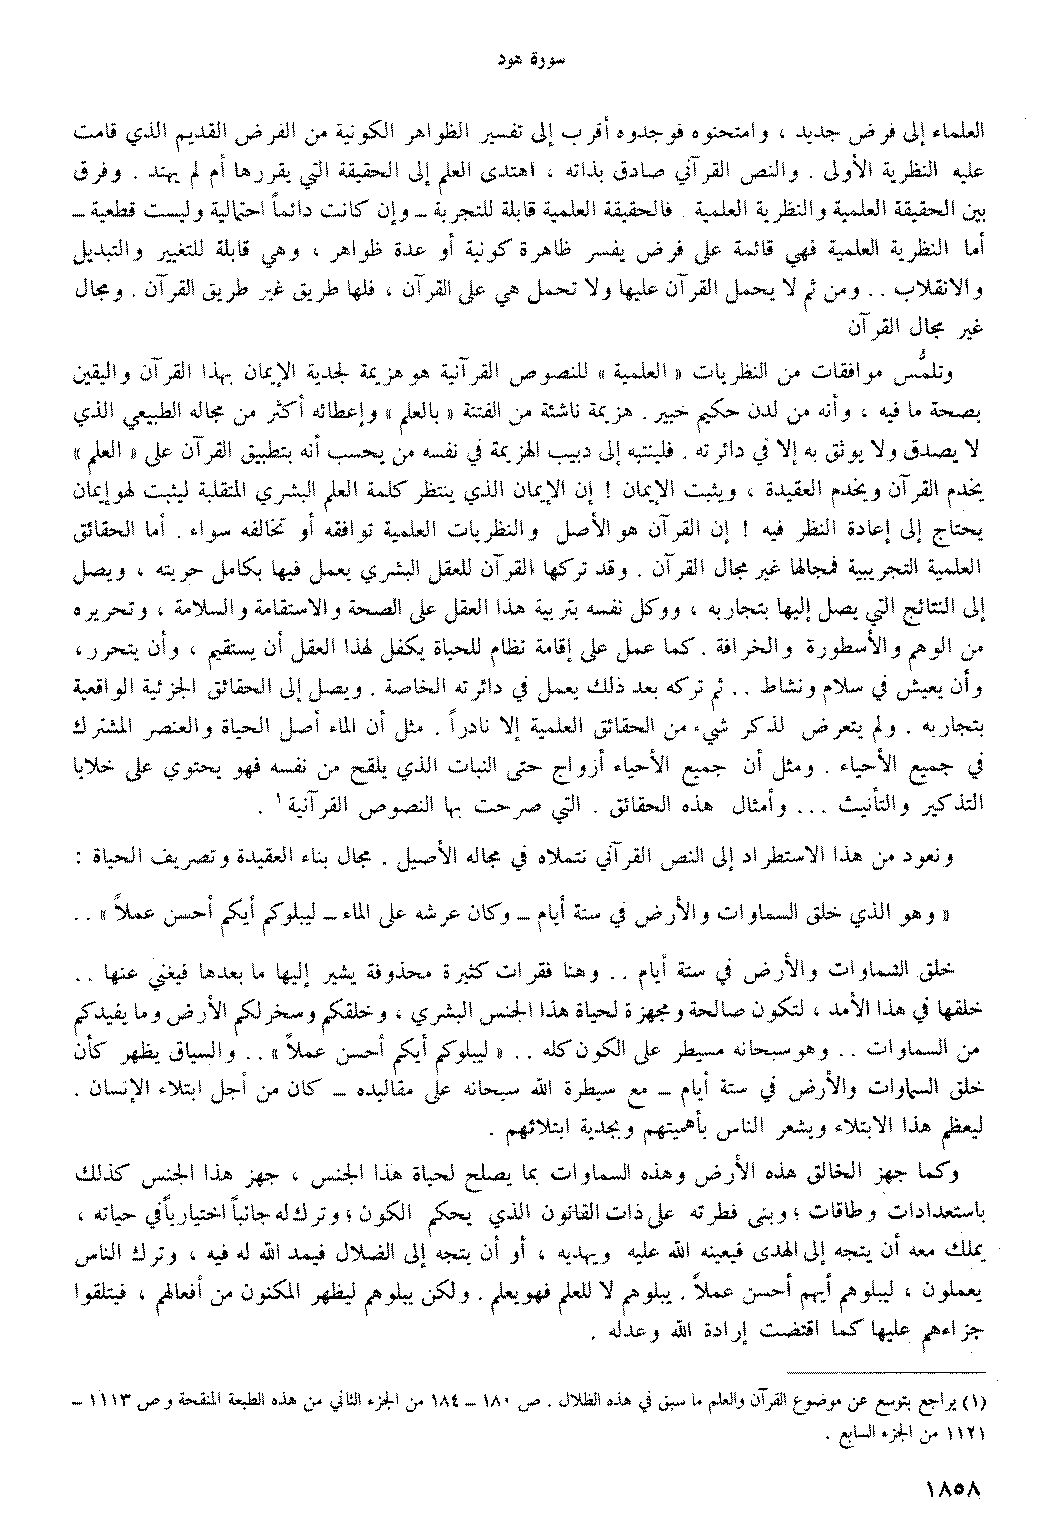 سورة هود
العلماء إلى فرض جديد ، وامتحنوه فوجدوه أقرب إلى تفسير الظواهر الكونية من الفرض القديم الذي قامت
عليه النظرية الأولى . والنص القرآني صادق بذاته ، اهتدى العلم إلى الحقيقة التي يقررها أم لم يهتد . وفرق
بين الحقيقة العلمية والنظرية العلمية . فالحقيقة العلمية قابلة للتجربة ــ وإن كانت دائماً احتمالية وليست قطعية ــ
أما النظرية العلمية فهي قائمة على فرض يفسر ظاهرة كونية أو عدة ظواهر ، وهي قابلة للتغيير والتبديل
والانقلاب .. ومن ثم لا يحمل القرآن عليها ولا تحمل هي على القرآن ، فلها طريق غير طريق القرآن . ومجال
غير مجال القرآن
وتلمُّس موافقات من النظريات « العلمية » للنصوص القرآنية هو هزيمة لجدية الإيمان بهذا القرآن واليقين
بصحة ما فيه ، وأنه من لدن حكيم خبير . هزيمة ناشئة من الفتنة « بالعلم » وإعطائه أكثر من مجاله الطبيعي الذي
لا يصدق ولا يوثق به إلا في دائرته . فلينتبه إلى دبيب الهزيمة في نفسه من يحسب أنه بتطبيق القرآن على « العلم »
يخدم القرآن ويخدم العقيدة ، ويثبت الإيمان ! إن الإيمان الذي ينتظر كلمة العلم البشري المتقلبة ليثبت لهو إيمان
يحتاج إلى إعادة النظر فيه ! إن القرآن هو الأصل والنظريات العلمية توافقه أو تخالفه سواء . أما الحقائق
العلمية التجريبية فمجالها غير مجال القرآن . وقد تركها القرآن للعقل البشري يعمل فيها بكامل حريته ، ويصل
إلى النتائج التي يصل إليها بتجاربه ، ووكل نفسه بتربية هذا العقل على الصحة والاستقامة والسلامة ، وتحريره
من الوهم والأسطورة والخرافة . كما عمل على إقامة نظام للحياة يكفل لهذا العقل أن يستقيم ، وأن يتحرر ،
وأن يعيش في سلام ونشاط .. ثم تركه بعد ذلك يعمل في دائرته الخاصة . ويصل إلى الحقائق الجزئية الواقعية
بتجاربه . ولم يتعرض لذكر شيء من الحقائق العلمية إلا نادراً . مثل أن الماء أصل الحياة والعنصر المشترك
في جميع الأحياء . ومثل أن جميع الأحياء أزواج حتى النبات الذي يلقح من نفسه فهو يحتوي على خلايا
التذكير والتأنيث ... وأمثال هذه الحقائق . التي صرحت بها النصوص القرآنية ١ .
ونعود من هذا الاستطراد إلى النص القرآني نتملاه في مجاله الأصيل . مجال بناء العقيدة وتصريف الحياة :
« وهو الذي خلق السماوات والأرض في ستة أيام ــ وكان عرشه على الماء ــ ليبلوكم أيكم أحسن عملاً » ..
خلق السماوات والأرض في ستة أيام .. وهنا فقرات كثيرة محذوفة يشير إليها ما بعدها فيغني عنها ..
خلقها في هذا الأمد ، لتكون صالحة ومجهزة لحياة هذا الجنس البشري ، وخلقكم وسخر لكم الأرض وما يفيدكم
من السماوات .. وهو سبحانه مسيطر على الكون كله .. « ليبلوكم أيكم أحسن عملاً » .. والسياق يظهر كأن
خلق السماوات والأرض في ستة أيام ــ مع سيطرة الله سبحانه على مقاليده ــ كان من أجل ابتلاء الإنسان .
ليعظم هذا الابتلاء ويشعر الناس بأهميتهم وبجدية ابتلائهم .
وكما جهز الخالق هذه الأرض وهذه السماوات بما يصلح لحياة هذا الجنس ، جهز هذا الجنس كذلك
باستعدادات وطاقات ؛ وبنى فطرته على ذات القانون الذي يحكم الكون ؛ وترك له جانباً اختيارياً في حياته ،
يملك معه أن يتجه إلى الهدى فيعينه الله عليه ويهديه ، أو أن يتجه إلى الضلال فيمد الله له فيه ، وترك الناس
يعملون ، ليبلوهم أيهم أحسن عملاً . يبلوهم لا للعلم فهو يعلم . ولكن يبلوهم ليظهر المكنون من أفعالهم ، فيتلقوا
جزاءهم عليها كما اقتضت إرادة الله وعدله .
(١) يراجع بتوسع عن موضوع القرآن والعلم ما سبق في هذه الظلال . ص ١٨٠ ــ ١٨٤ من الجزء الثاني من هذه الطبعة المنقحة وص ١١١٣ ــ
١١٢١ من الجزء السابع .
١٨٥٨